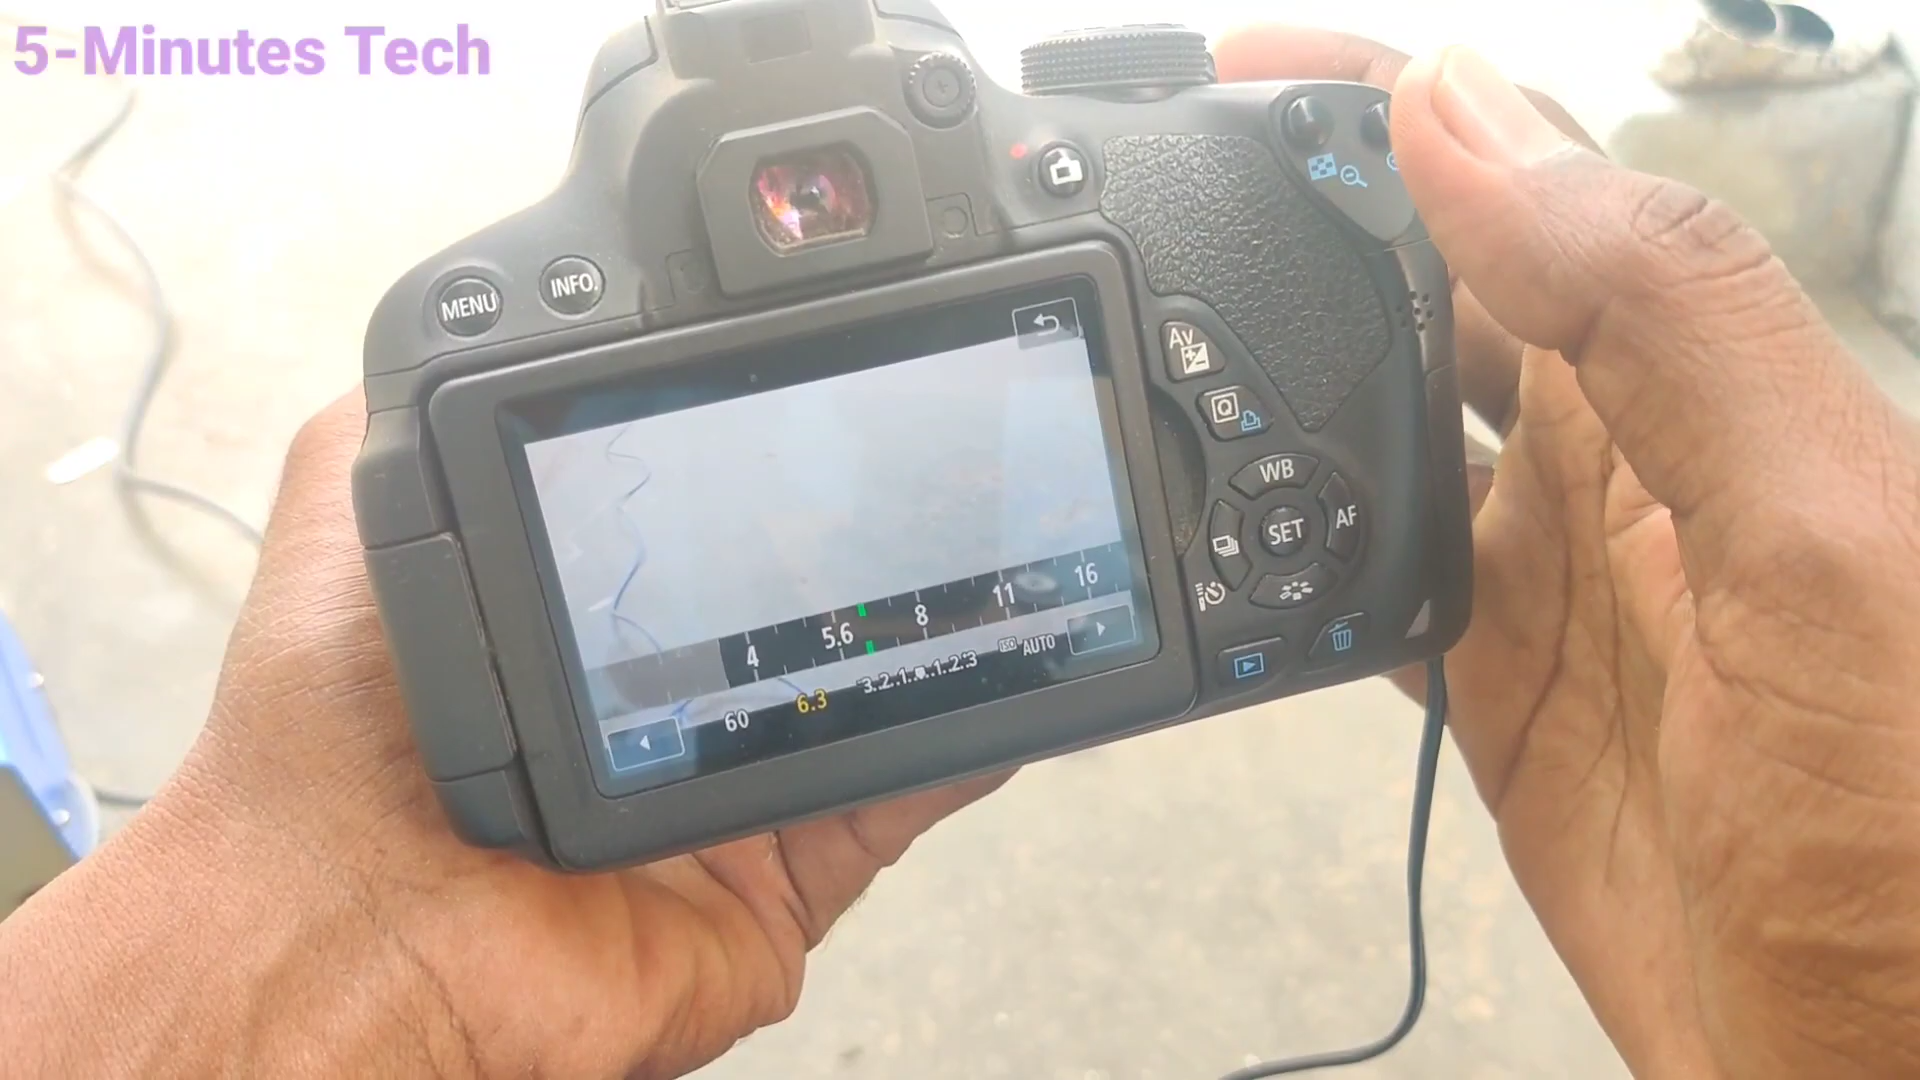 5-Minutes Tech
MENU
INFO.
Av
Q
WB
AF
SET
4 5.6 8 11 16
60 6.3 3..2..1..0..1..2..3 ISO AUTO